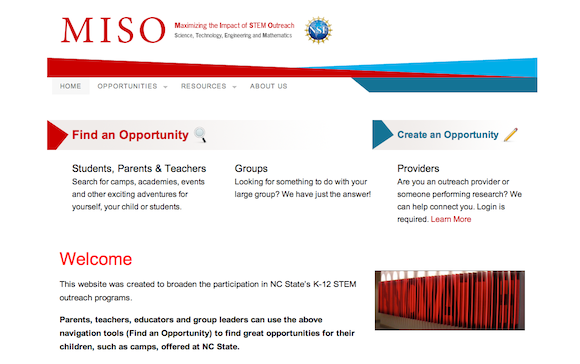 MISO
Maximizing the Impact of STEM Outreach
Science, Technology, Engineering and Mathematics
NSF
HOME OPPORTUNITIES RESOURCES ABOUT US
Find an Opportunity
Create an Opportunity
Students, Parents & Teachers
Search for camps, academies, events
and other exciting adventures for
yourself, your child or students.
Groups
Looking for something to do with your
large group? We have just the answer!
Providers
Are you an outreach provider or
someone performing research? We
can help connect you. Login is
required. Learn More
Welcome
This website was created to broaden the participation in NC State's K-12 STEM
outreach programs.
Parents, teachers, educators and group leaders can use the above
navigation tools (Find an Opportunity) to find great opportunities for their
children, such as camps, offered at NC State.